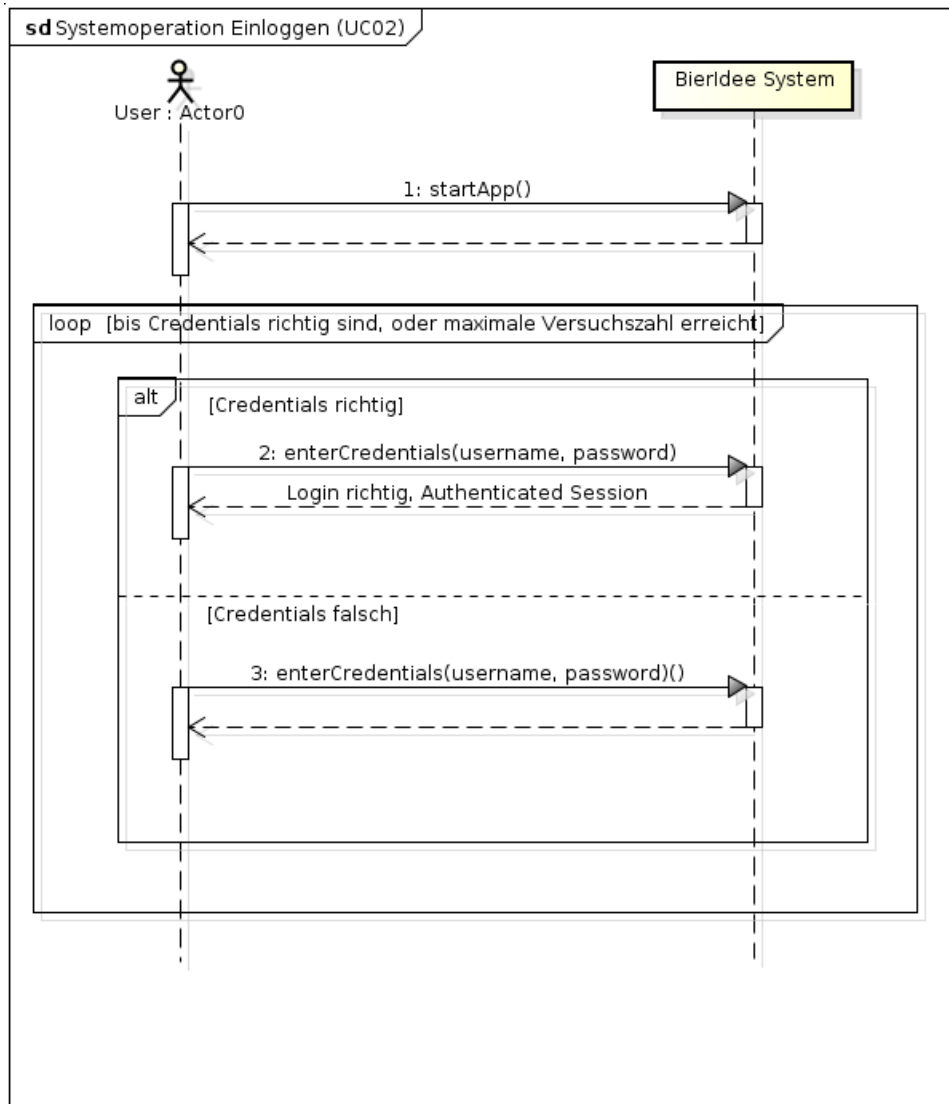 sd Systemoperation Einloggen (UC02)
BierIdee System
User : Actor0
1: startApp()
loop [bis Credentials richtig sind, oder maximale Versuchszahl erreicht]
alt
[Credentials richtig]
2: enterCredentials(username, password)
Login richtig, Authenticated Session
[Credentials falsch]
3: enterCredentials(username, password)()